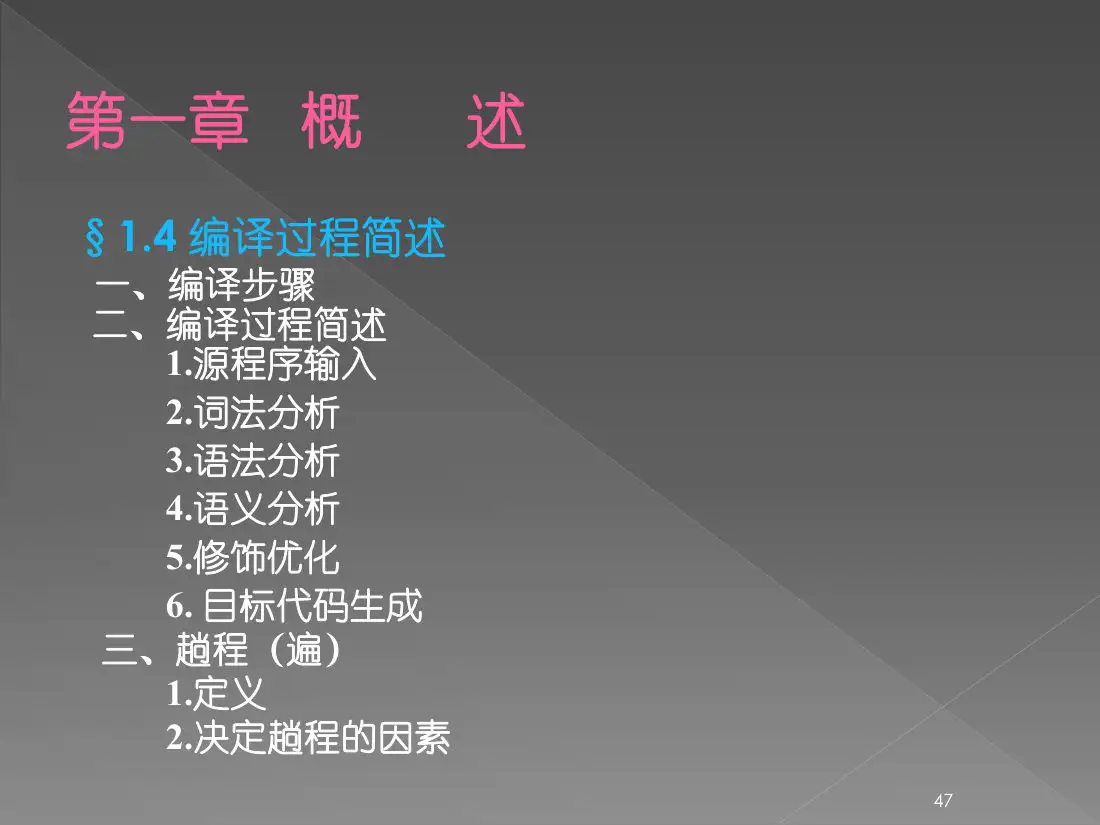 第一章 概 述
§1.4 编译过程简述
一、编译步骤
二、编译过程简述
1.源程序输入
2.词法分析
3.语法分析
4.语义分析
5.修饰优化
6. 目标代码生成
三、趟程（遍）
1.定义
2.决定趟程的因素
47